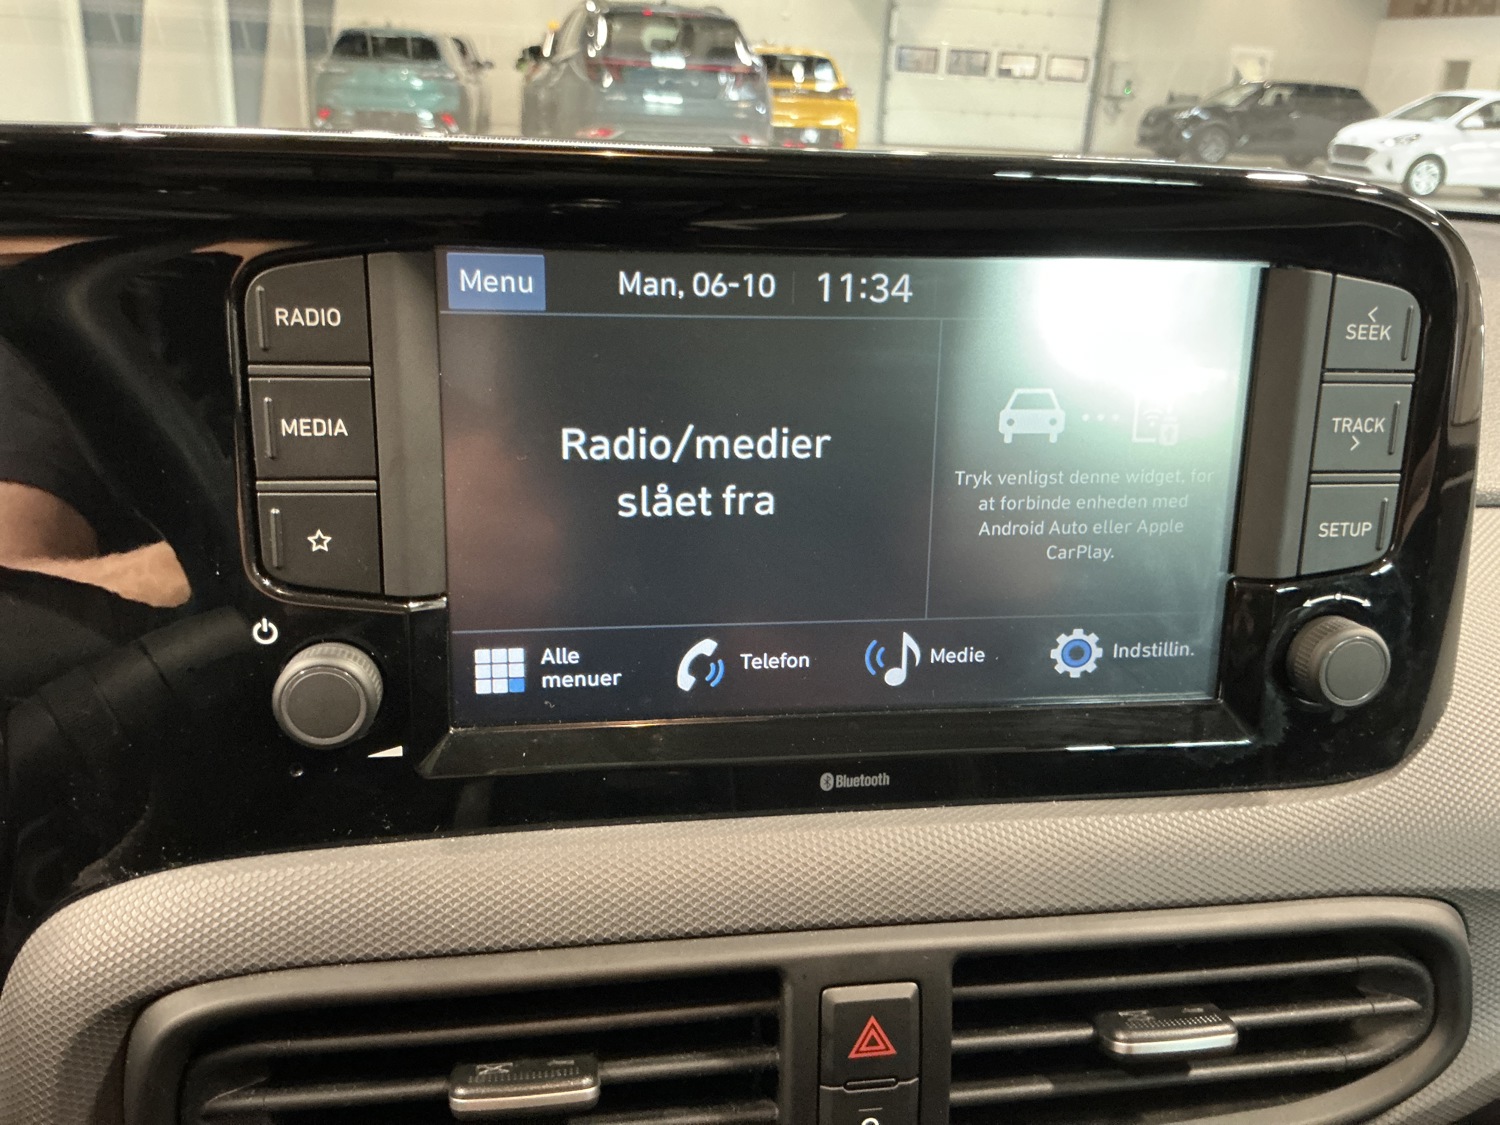 RADIO
MEDIA
Menu
Man, 06-10
11:34
Radio/medier
slået fra
Tryk venligst denne widget, for
at forbinde enheden med
Android Auto eller Apple
CarPlay.
Alle
menuer
Telefon
Medie
Indstillin.
SEEK
TRACK
SETUP
Bluetooth